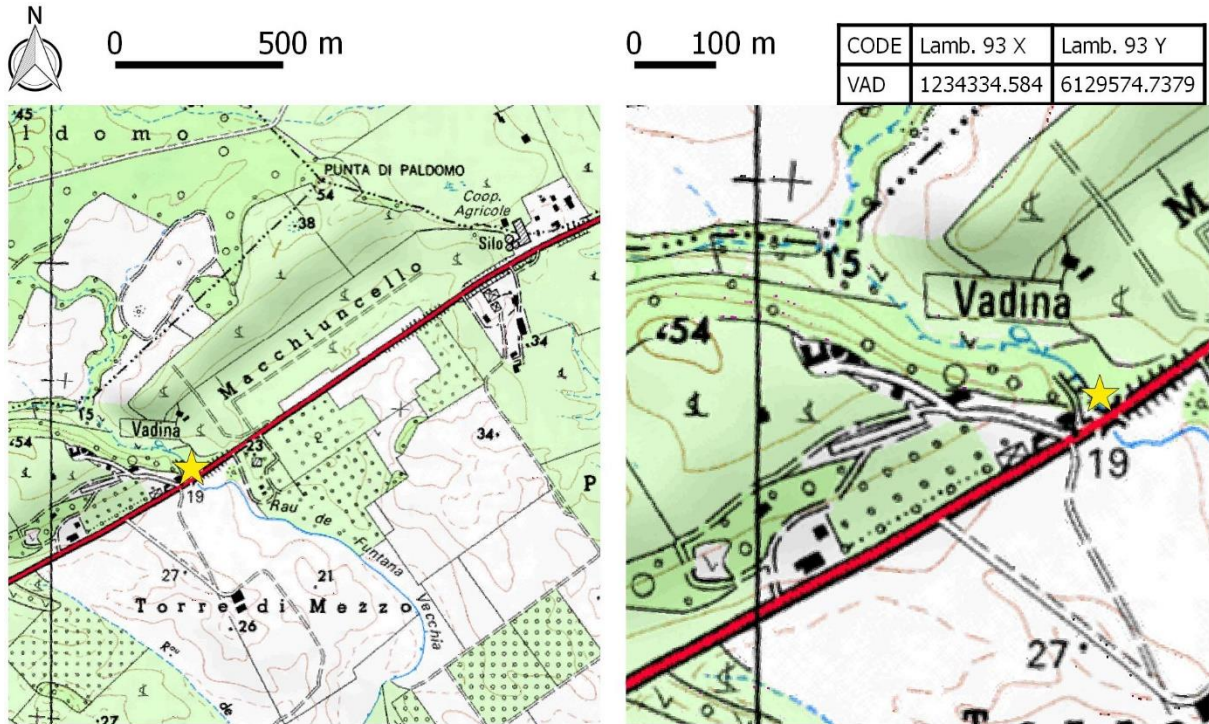 N
0 500 m
0 100 m
CODE Lamb. 93 X Lamb. 93 Y
VAD 1234334.584 6129574.7379
45
l d o m o
PUNTA DI PALDOMO
54
38
Coop.
Agricole
Silo
Macchiuncello
34
15
Vadina
54
23
34
P
19
Rau de Funtana Vecchia
27
21
Torre di Mezzo
26
R.au
de
27
M
15
Vadina
54
19
27